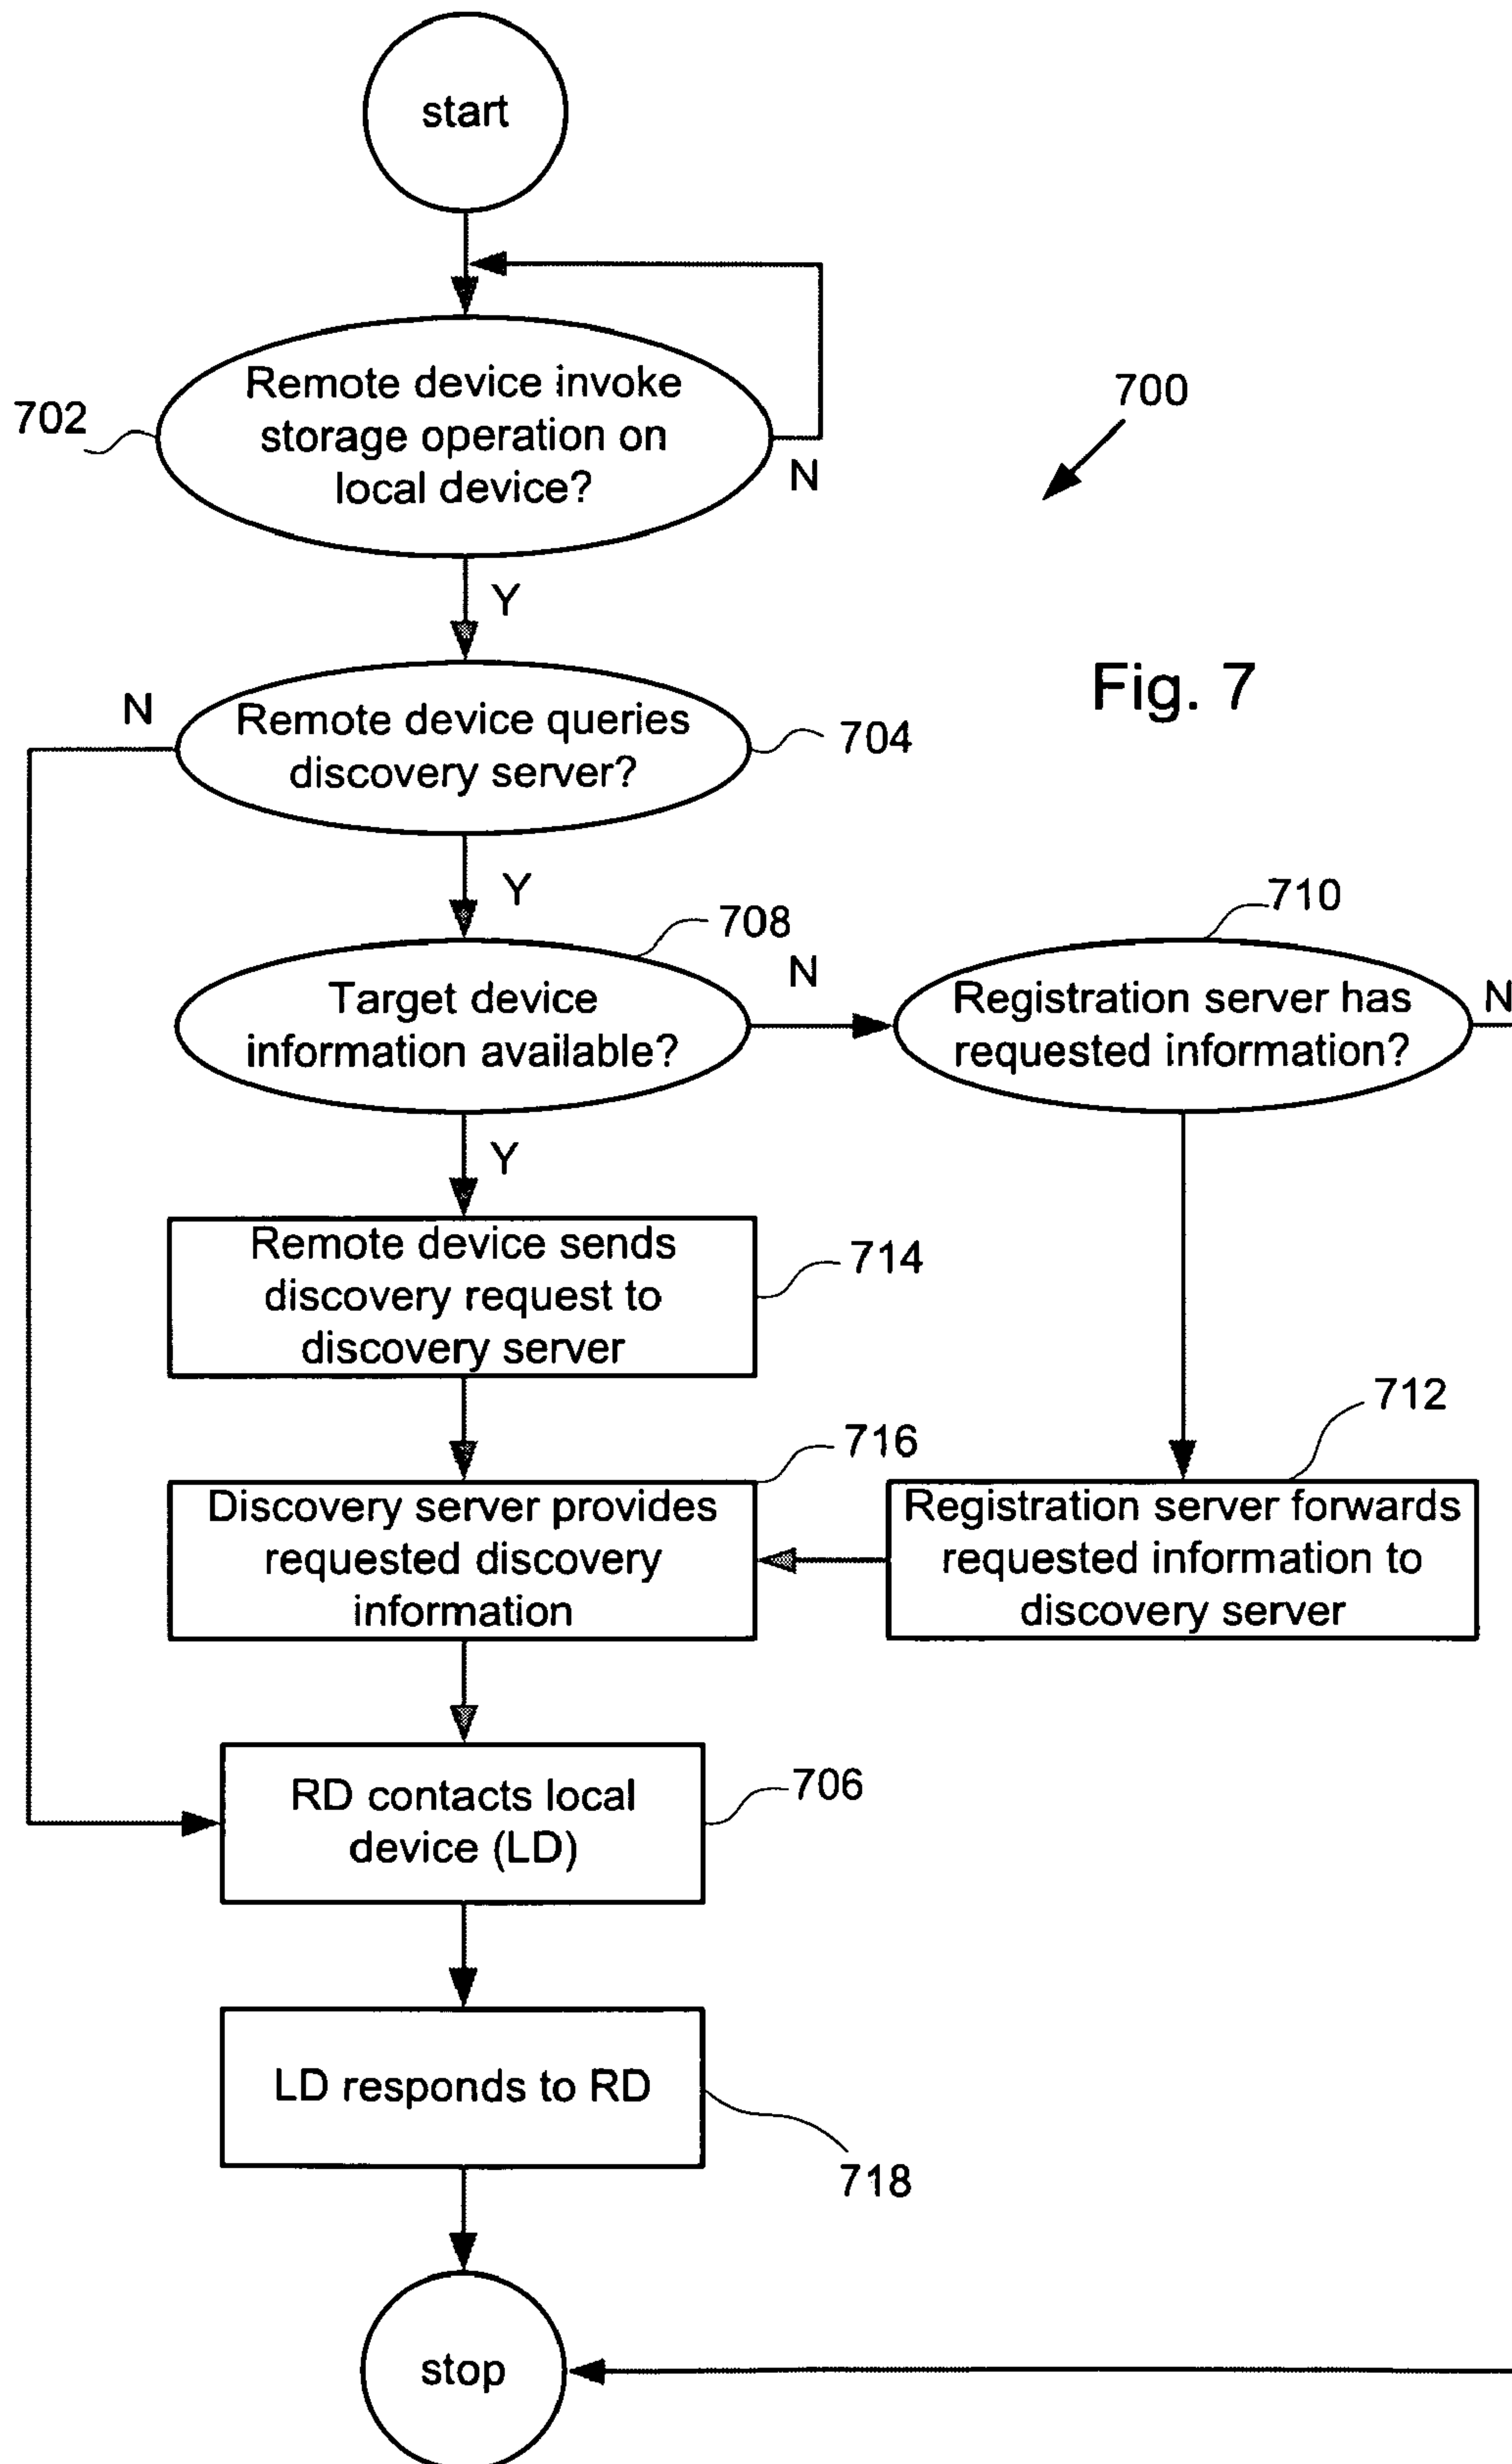 start
Remote device invoke
storage operation on
local device?
702
N
700
Y
Fig. 7
N
Remote device queries
discovery server?
704
Y
708
710
Target device
information available?
N
Registration server has
requested information?
N
Y
Remote device sends
discovery request to
discovery server
714
716
712
Discovery server provides
requested discovery
information
Registration server forwards
requested information to
discovery server
RD contacts local
device (LD)
706
LD responds to RD
718
stop